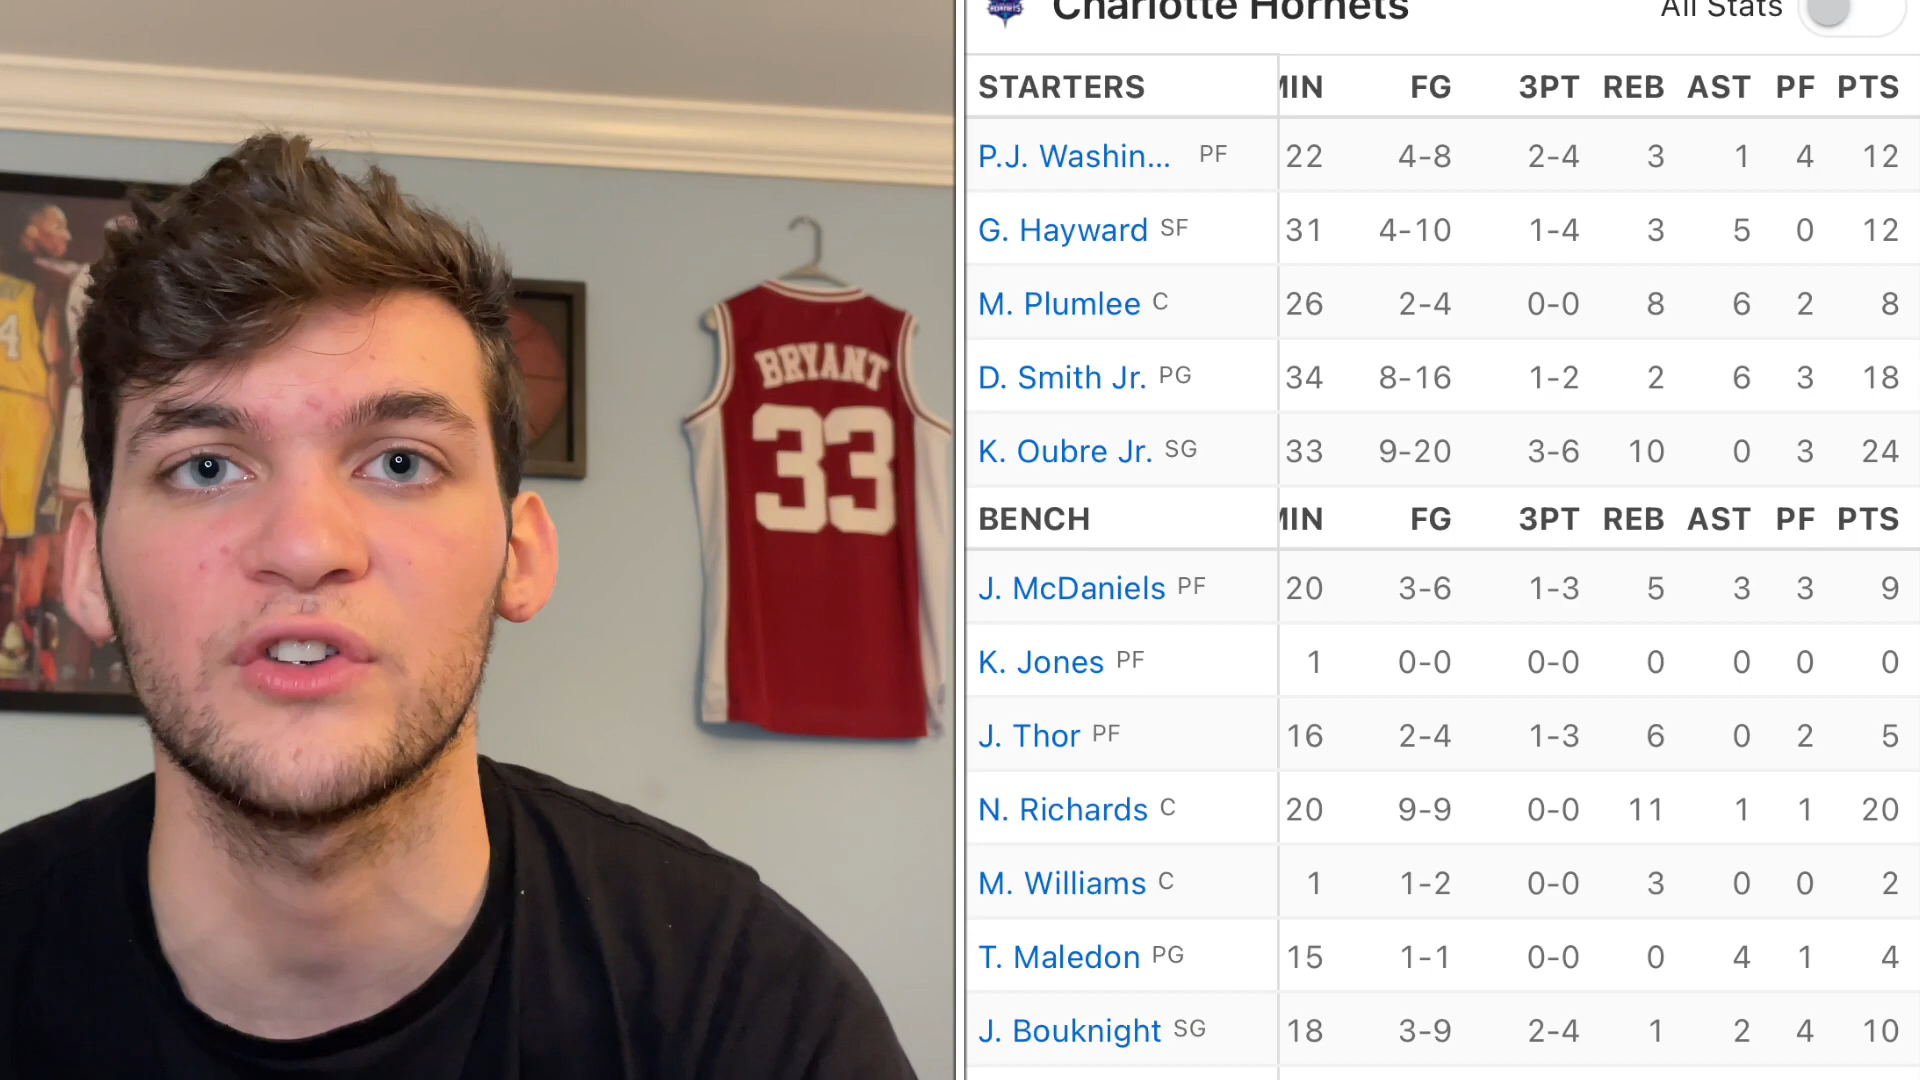 BRYANT
33
4
HORNETS
Charlotte Hornets All Stats
STARTERS MIN FG 3PT REB AST PF PTS
P.J. Washin... PF 22 4-8 2-4 3 1 4 12
G. Hayward SF 31 4-10 1-4 3 5 0 12
M. Plumlee C 26 2-4 0-0 8 6 2 8
D. Smith Jr. PG 34 8-16 1-2 2 6 3 18
K. Oubre Jr. SG 33 9-20 3-6 10 0 3 24
BENCH MIN FG 3PT REB AST PF PTS
J. McDaniels PF 20 3-6 1-3 5 3 3 9
K. Jones PF 1 0-0 0-0 0 0 0 0
J. Thor PF 16 2-4 1-3 6 0 2 5
N. Richards C 20 9-9 0-0 11 1 1 20
M. Williams C 1 1-2 0-0 3 0 0 2
T. Maledon PG 15 1-1 0-0 0 4 1 4
J. Bouknight SG 18 3-9 2-4 1 2 4 10